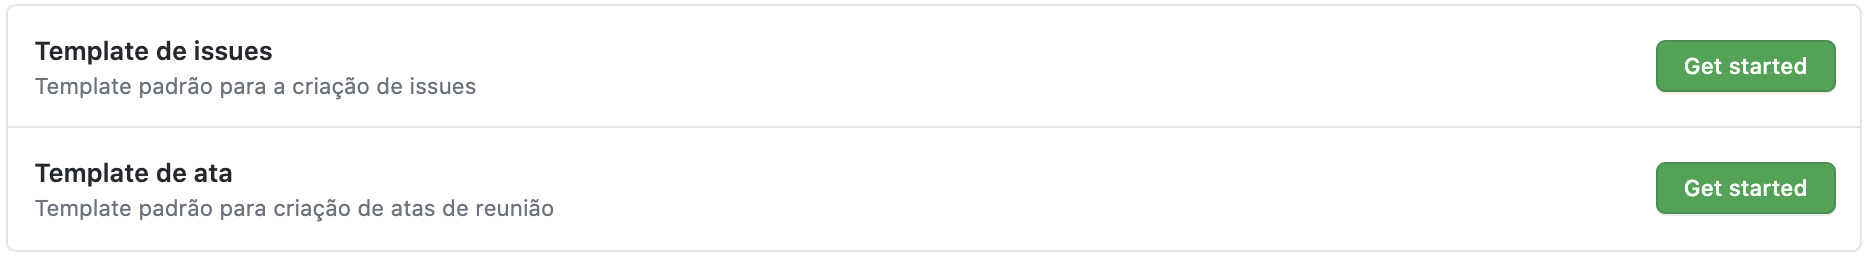 Template de issues
Template padrão para a criação de issues
Get started
Template de ata
Template padrão para criação de atas de reunião
Get started